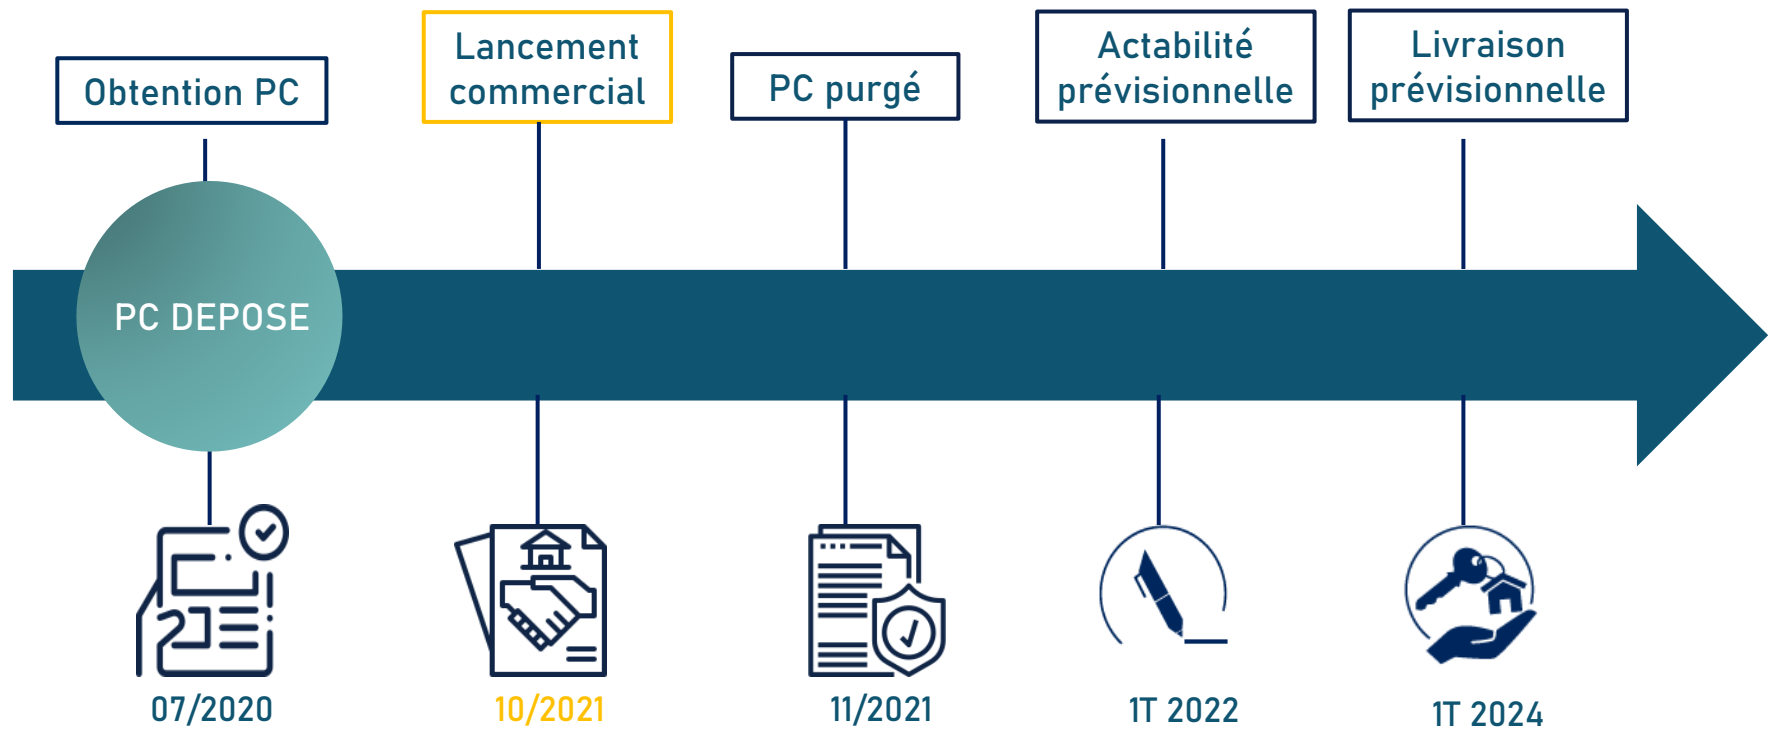 Obtention PC
Lancement
commercial
PC purgé
Actabilité
prévisionnelle
Livraison
prévisionnelle
PC DEPOSE
07/2020
10/2021
11/2021
1T 2022
1T 2024